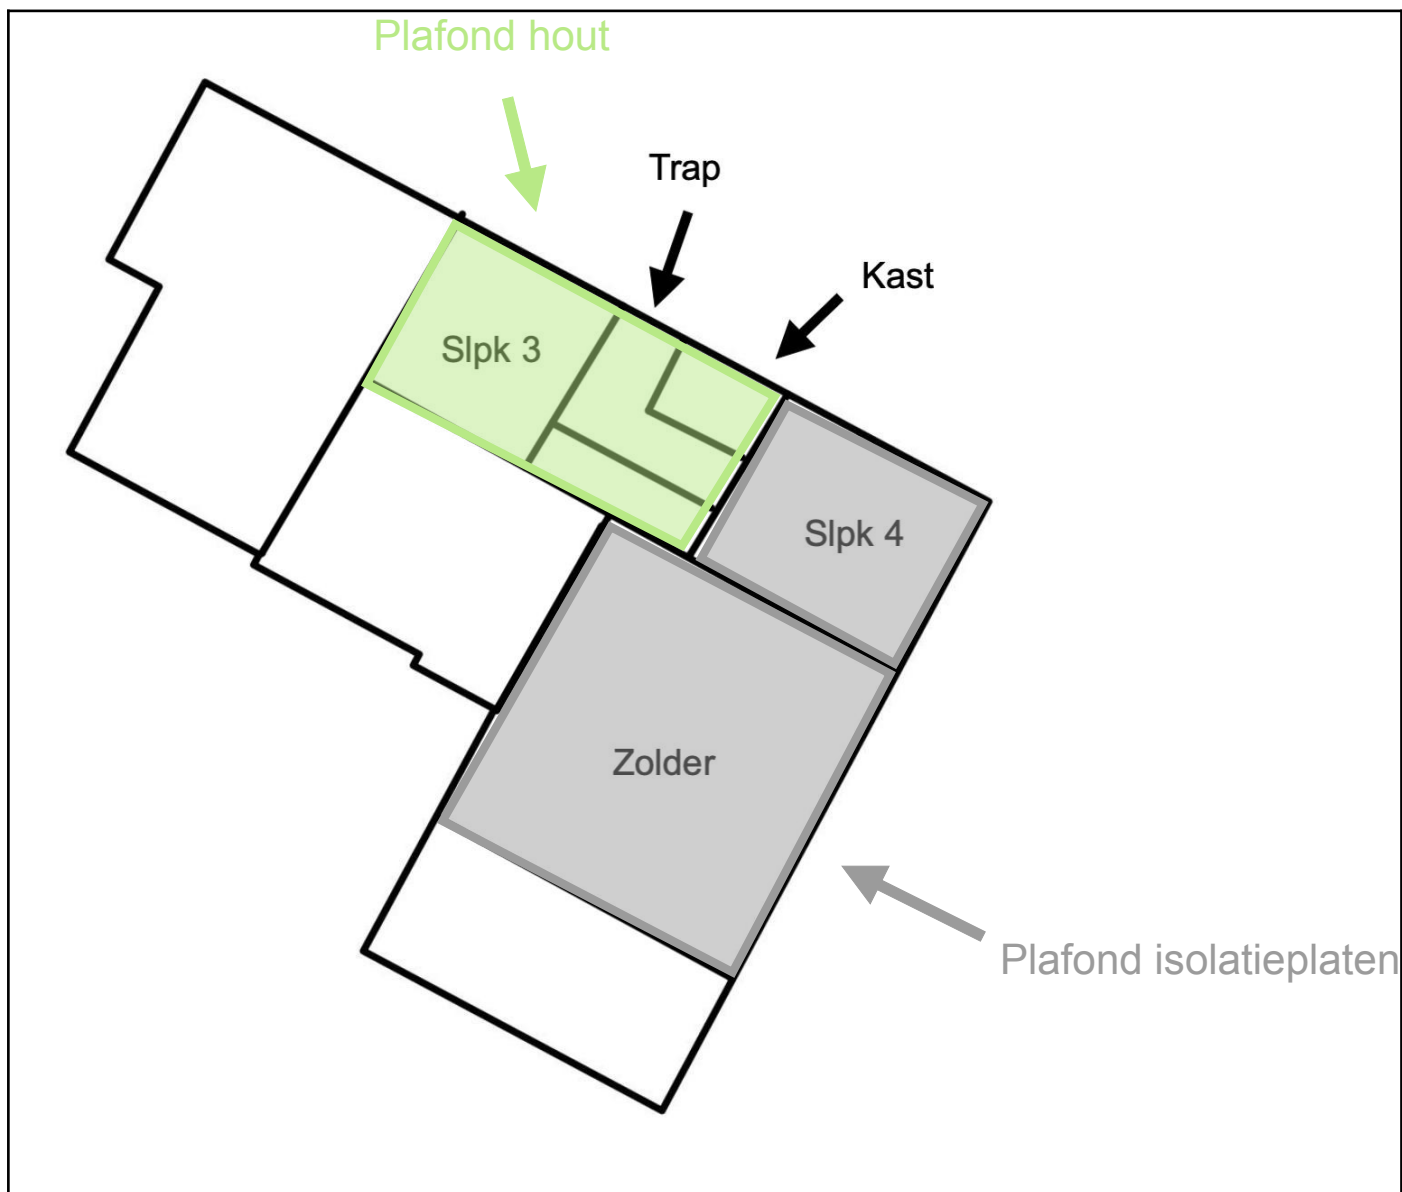 Plafond hout
Trap
Kast
Slpk 3
Slpk 4
Zolder
Plafond isolatieplaten